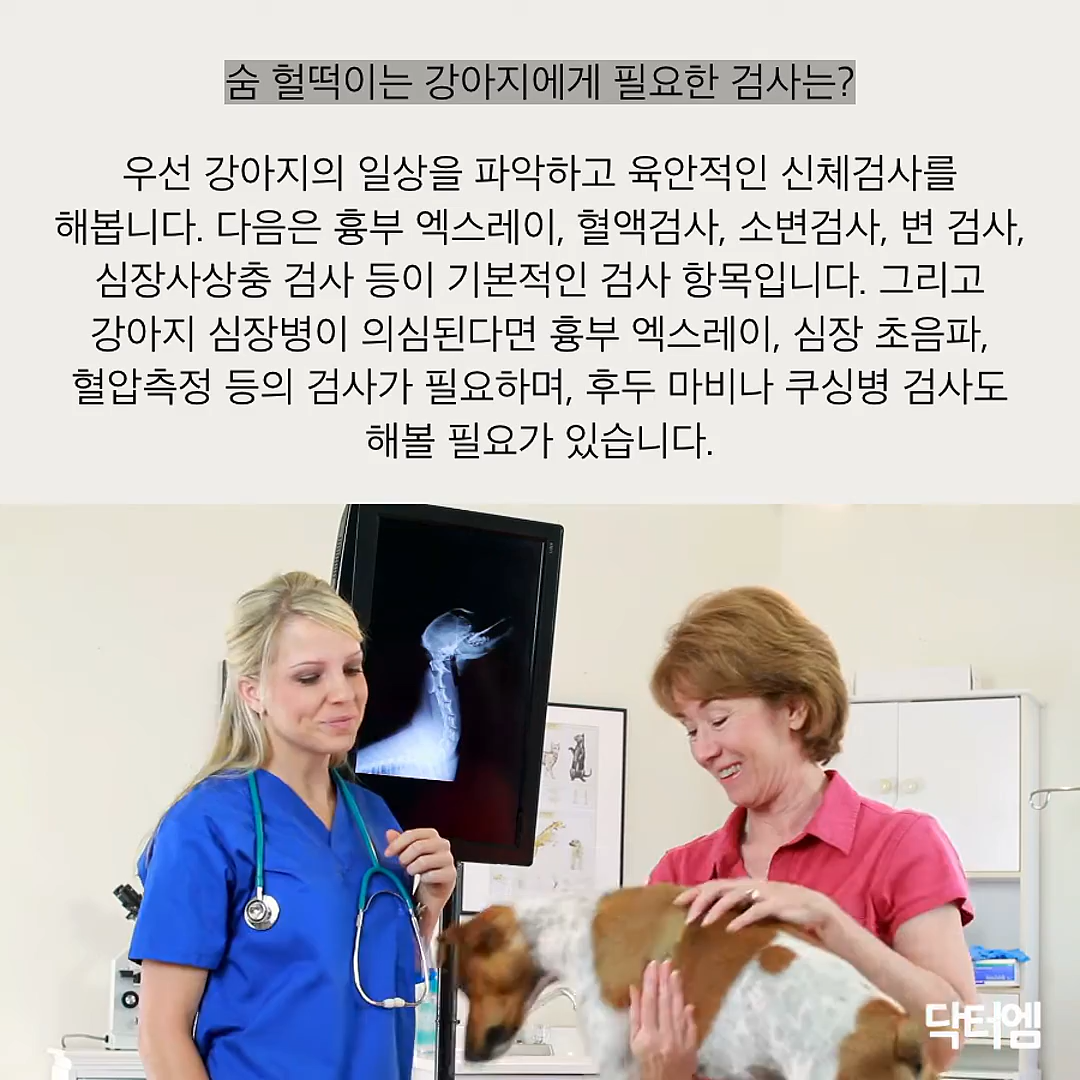 숨 헐떡이는 강아지에게 필요한 검사는?
우선 강아지의 일상을 파악하고 육안적인 신체검사를
해봅니다. 다음은 흉부 엑스레이, 혈액검사, 소변검사, 변 검사,
심장사상충 검사 등이 기본적인 검사 항목입니다. 그리고
강아지 심장병이 의심된다면 흉부 엑스레이, 심장 초음파,
혈압측정 등의 검사가 필요하며, 후두 마비나 쿠싱병 검사도
해볼 필요가 있습니다.
닥터엠